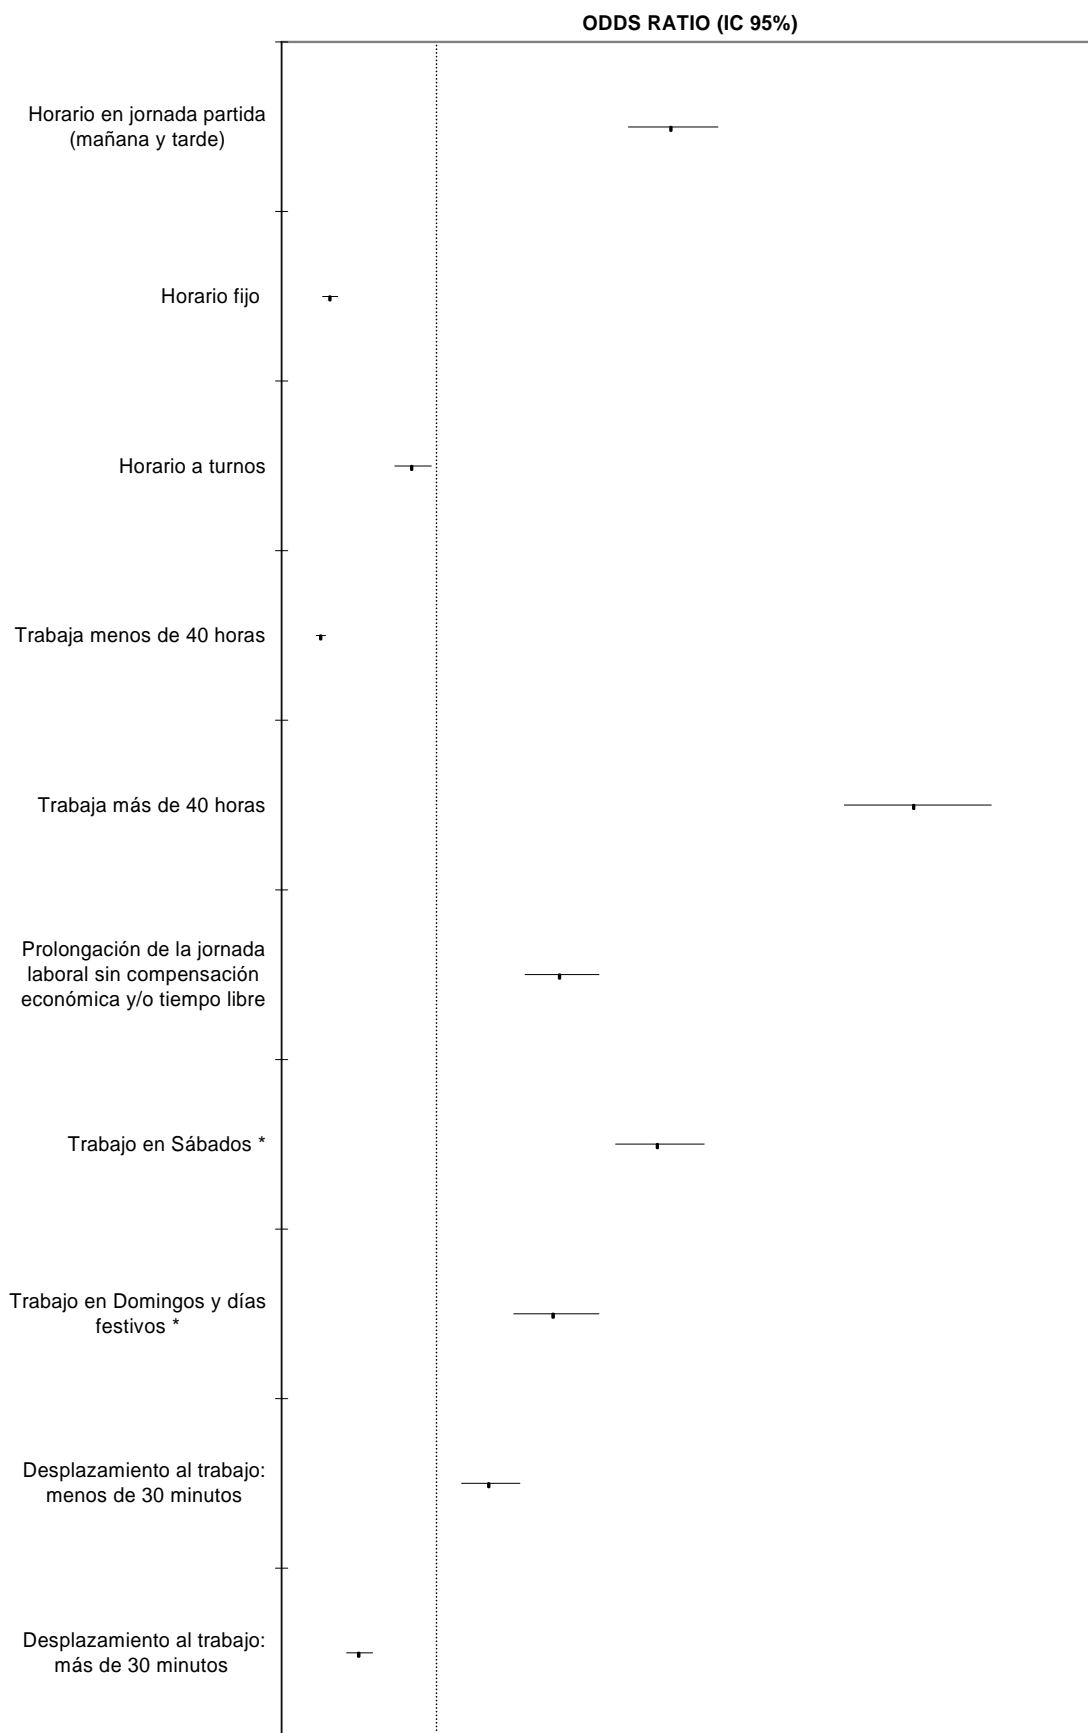 ODDS RATIO (IC 95%)
Horario en jornada partida
(mañana y tarde)
Horario fijo
Horario a turnos
Trabaja menos de 40 horas
Trabaja más de 40 horas
Prolongación de la jornada
laboral sin compensación
económica y/o tiempo libre
Trabajo en Sábados *
Trabajo en Domingos y días
festivos *
Desplazamiento al trabajo:
menos de 30 minutos
Desplazamiento al trabajo:
más de 30 minutos